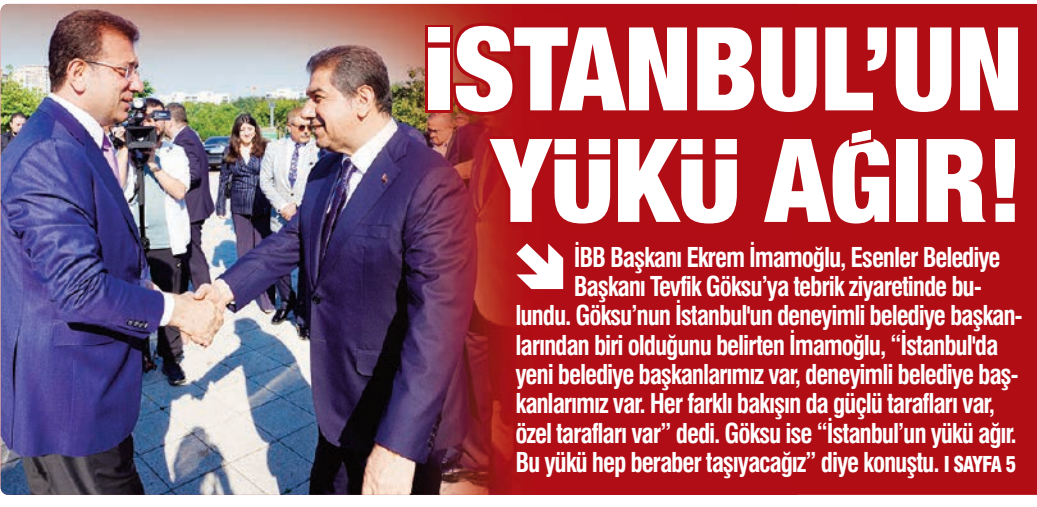 İSTANBUL’UN
YÜKÜ AĞIR!
İBB Başkanı Ekrem İmamoğlu, Esenler Belediye
Başkanı Tevfik Göksu’ya tebrik ziyaretinde bu-
lundu. Göksu’nun İstanbul'un deneyimli belediye başkan-
larından biri olduğunu belirten İmamoğlu, “İstanbul'da
yeni belediye başkanlarımız var, deneyimli belediye baş-
kanlarımız var. Her farklı bakışın da güçlü tarafları var,
özel tarafları var” dedi. Göksu ise “İstanbul’un yükü ağır.
Bu yükü hep beraber taşıyacağız” diye konuştu. I SAYFA 5